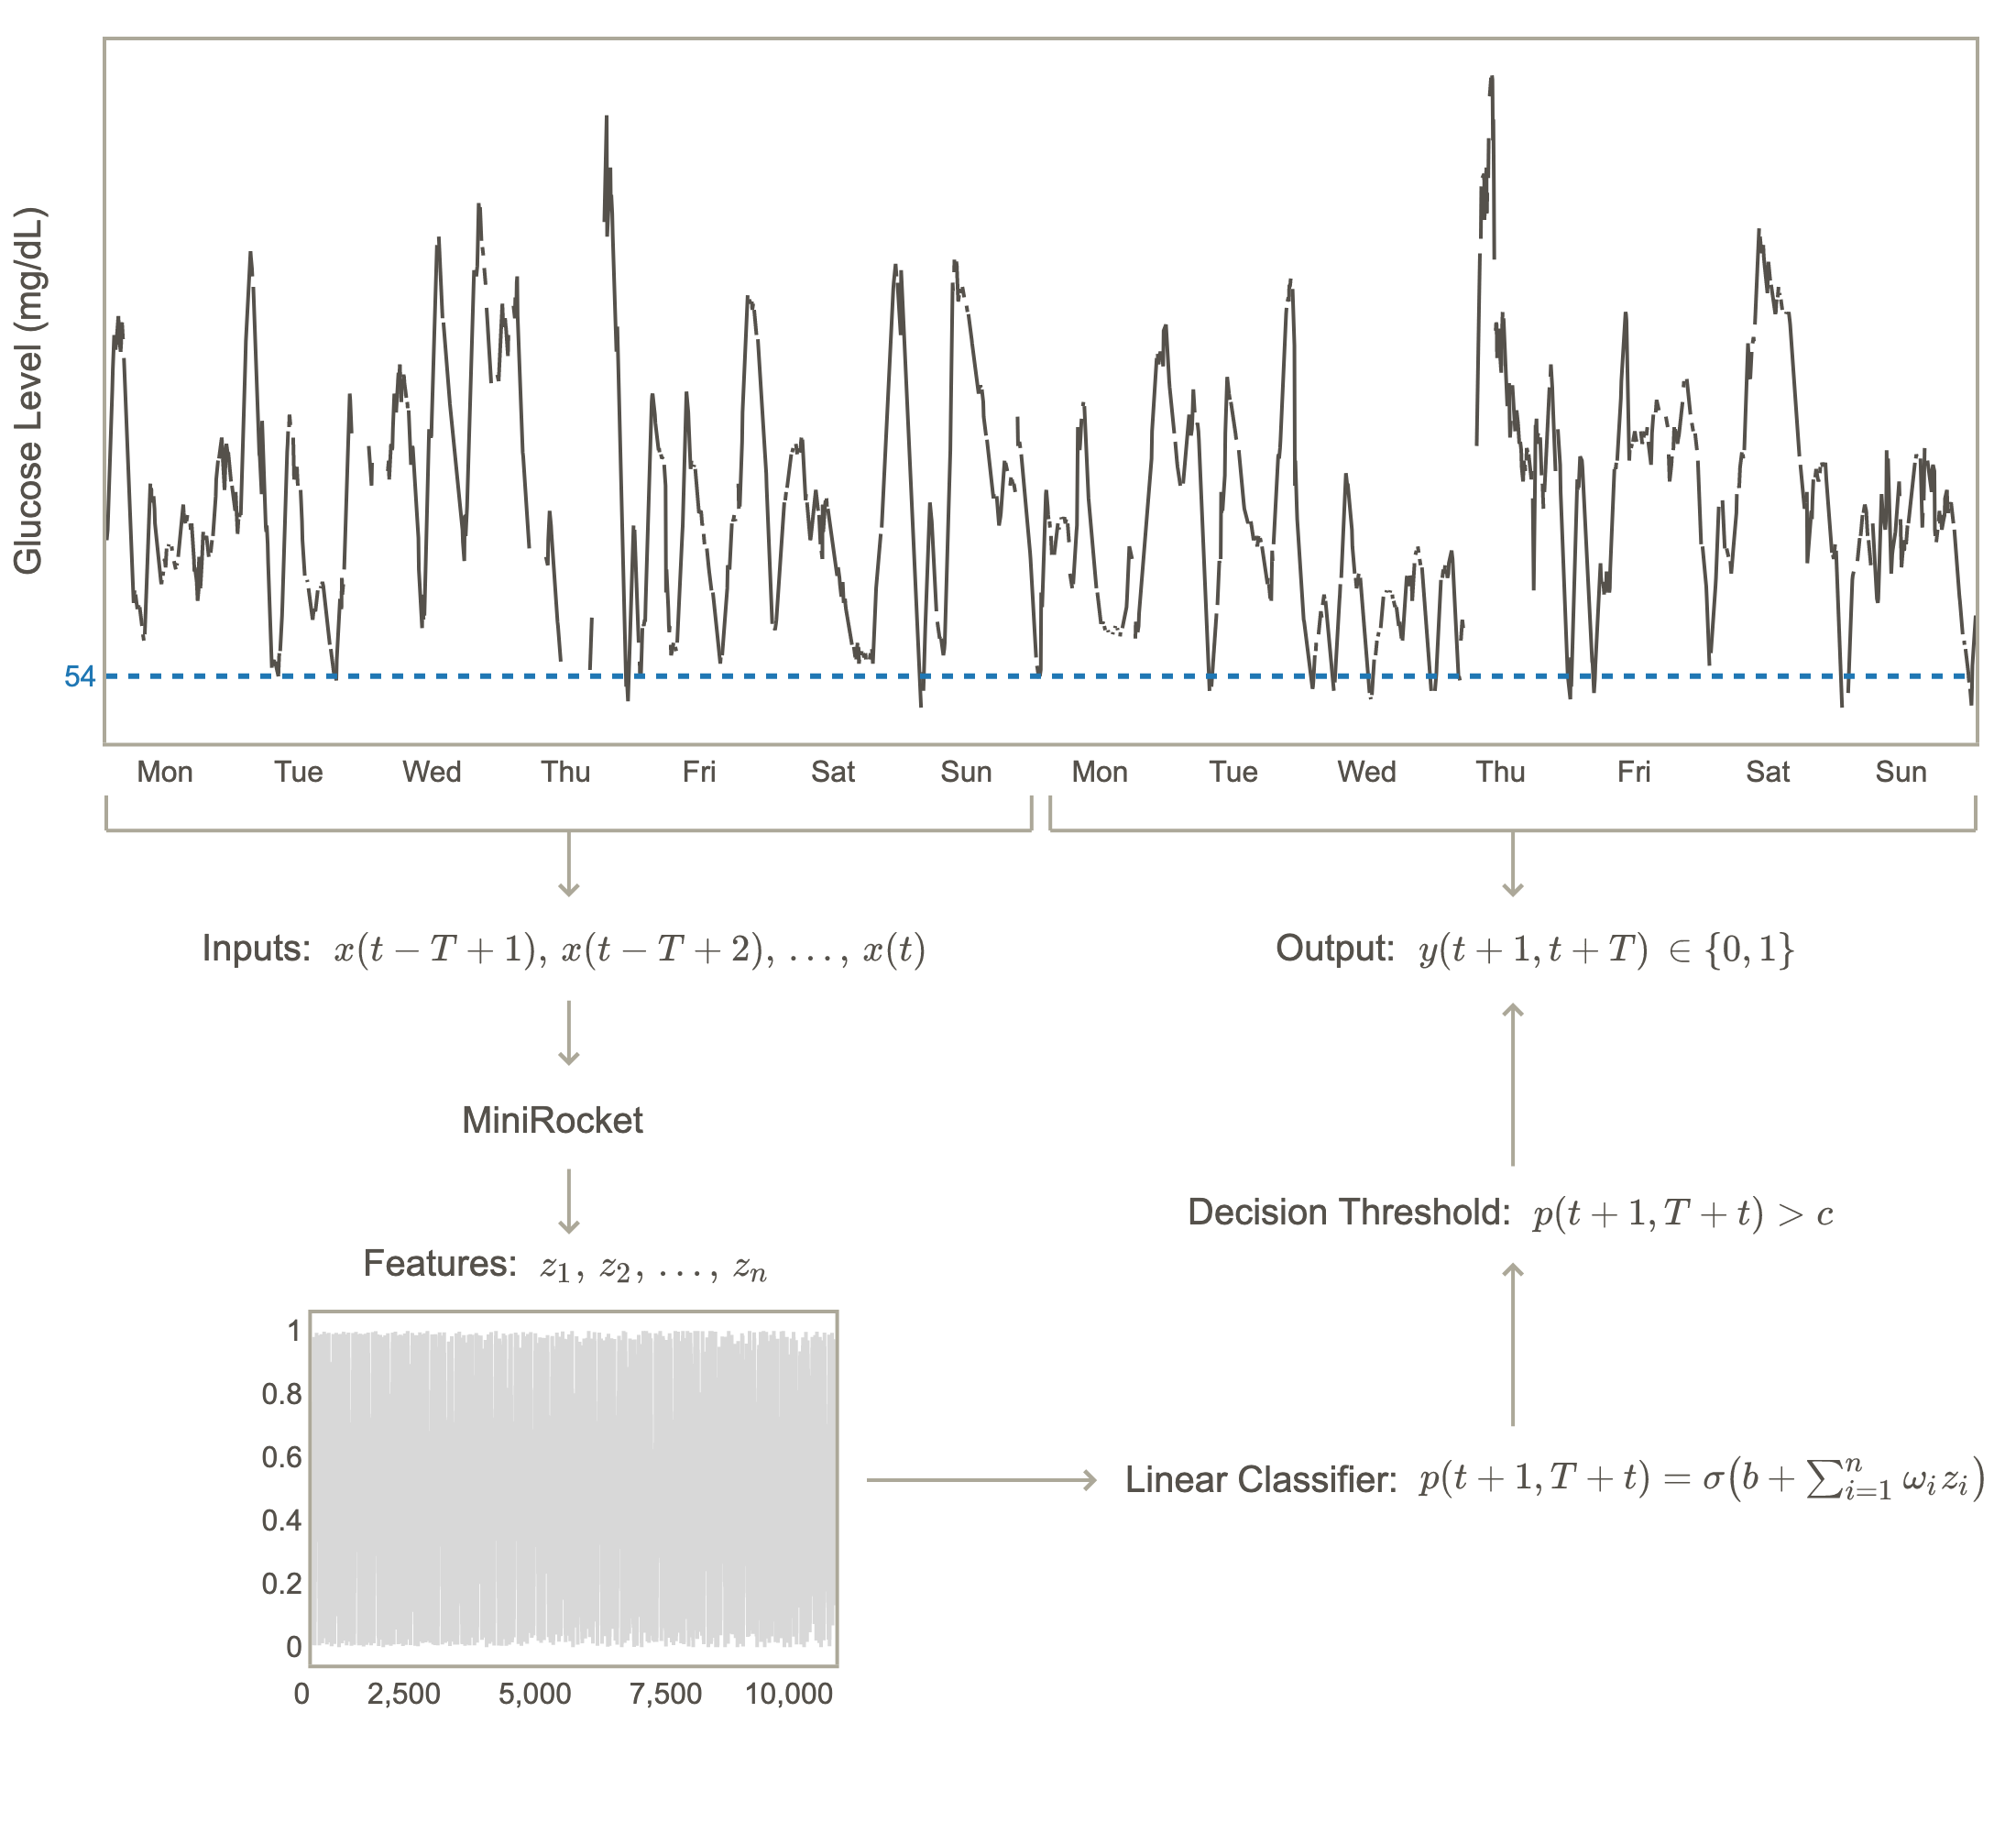 Glucose Level (mg/dL)
54
Mon Tue Wed Thu Fri Sat Sun Mon Tue Wed Thu Fri Sat Sun
Inputs: x(t − T + 1), x(t − T + 2), …, x(t)
Output: y(t + 1, t + T) ∈ {0, 1}
MiniRocket
Decision Threshold: p(t + 1, T + t) > c
Features: z₁, z₂, …, zₙ
1
0.8
0.6
0.4
0.2
0
0 2,500 5,000 7,500 10,000
Linear Classifier: p(t + 1, T + t) = σ(b + ∑ⁿᵢ₌₁ ωᵢzᵢ)